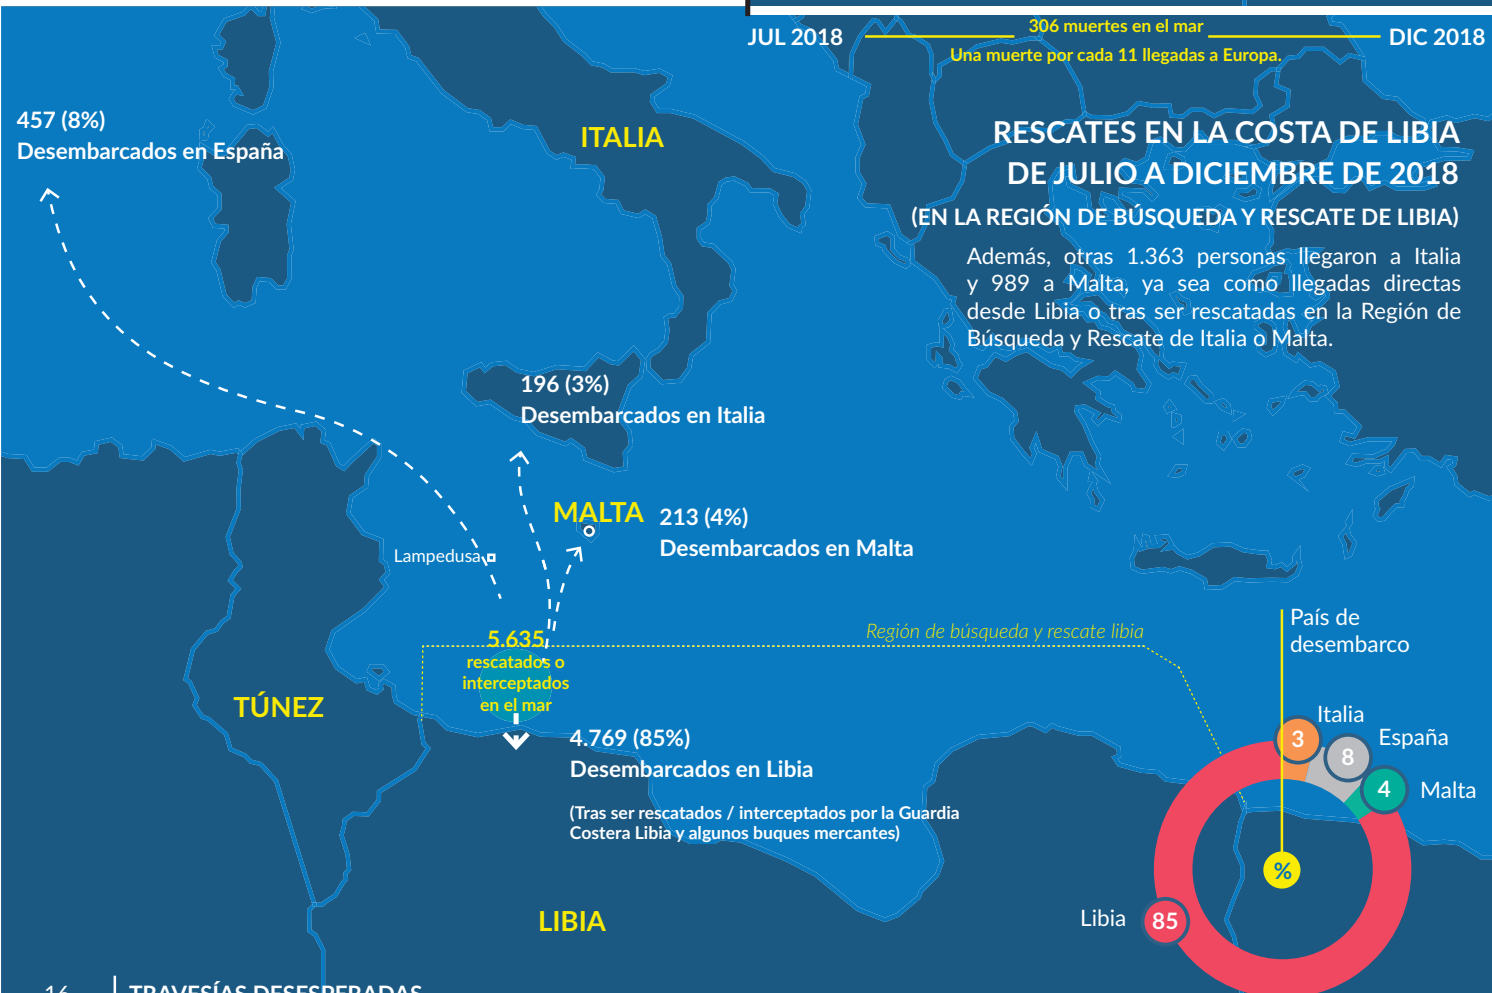 JUL 2018
306 muertes en el mar
Una muerte por cada 11 llegadas a Europa.
DIC 2018
RESCATES EN LA COSTA DE LIBIA
DE JULIO A DICIEMBRE DE 2018
(EN LA REGIÓN DE BÚSQUEDA Y RESCATE DE LIBIA)
Además, otras 1.363 personas llegaron a Italia
y 989 a Malta, ya sea como llegadas directas
desde Libia o tras ser rescatadas en la Región de
Búsqueda y Rescate de Italia o Malta.
457 (8%)
Desembarcados en España
ITALIA
196 (3%)
Desembarcados en Italia
MALTA
213 (4%)
Desembarcados en Malta
Lampedusa
5.635
rescatados o
interceptados
en el mar
Región de búsqueda y rescate libia
TÚNEZ
4.769 (85%)
Desembarcados en Libia
(Tras ser rescatados / interceptados por la Guardia
Costera Libia y algunos buques mercantes)
LIBIA
País de
desembarco
Italia
3
España
8
Malta
4
%
Libia
85
16
TRAVESÍAS DESESPERADAS